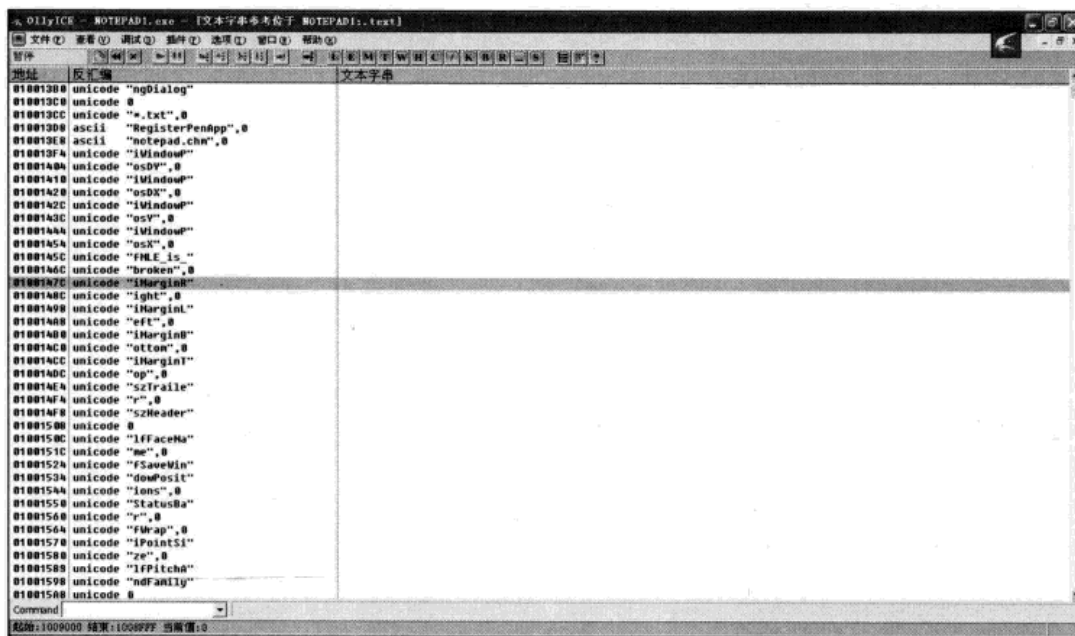 OllyICE - NOTEPAD1.exe - [文本字串参考位于 NOTEPAD1:.text]
文件(F) 查看(V) 调试(D) 插件(P) 选项(T) 窗口(W) 帮助(H)
暂停 L E M T W H C / K B R ... S
地址 反汇编 文本字串
010013B0 unicode "ngDialog"
010013C0 unicode 0
010013CC unicode "*.txt",0
010013D8 ascii "RegisterPenApp",0
010013E8 ascii "notepad.chm",0
010013F4 unicode "iWindowP"
01001404 unicode "osDY",0
01001410 unicode "iWindowP"
01001420 unicode "osDX",0
0100142C unicode "iWindowP"
0100143C unicode "osY",0
01001444 unicode "iWindowP"
01001454 unicode "osX",0
0100145C unicode "fMLE_is_"
0100146C unicode "broken",0
0100147C unicode "iMarginR"
0100148C unicode "ight",0
01001498 unicode "iMarginL"
010014A8 unicode "eft",0
010014B0 unicode "iMarginB"
010014C0 unicode "ottom",0
010014CC unicode "iMarginT"
010014DC unicode "op",0
010014E4 unicode "szTraile"
010014F4 unicode "r",0
010014F8 unicode "szHeader"
01001508 unicode 0
0100150C unicode "lfFaceNa"
0100151C unicode "me",0
01001524 unicode "fSaveWin"
01001534 unicode "dowPosit"
01001544 unicode "ions",0
01001550 unicode "StatusBa"
01001560 unicode "r",0
01001564 unicode "fWrap",0
01001570 unicode "iPointSi"
01001580 unicode "ze",0
01001588 unicode "lfPitchA"
01001598 unicode "ndFamily"
010015A8 unicode 0
Command
起始:1009000 结束:1008FFF 当前值:0